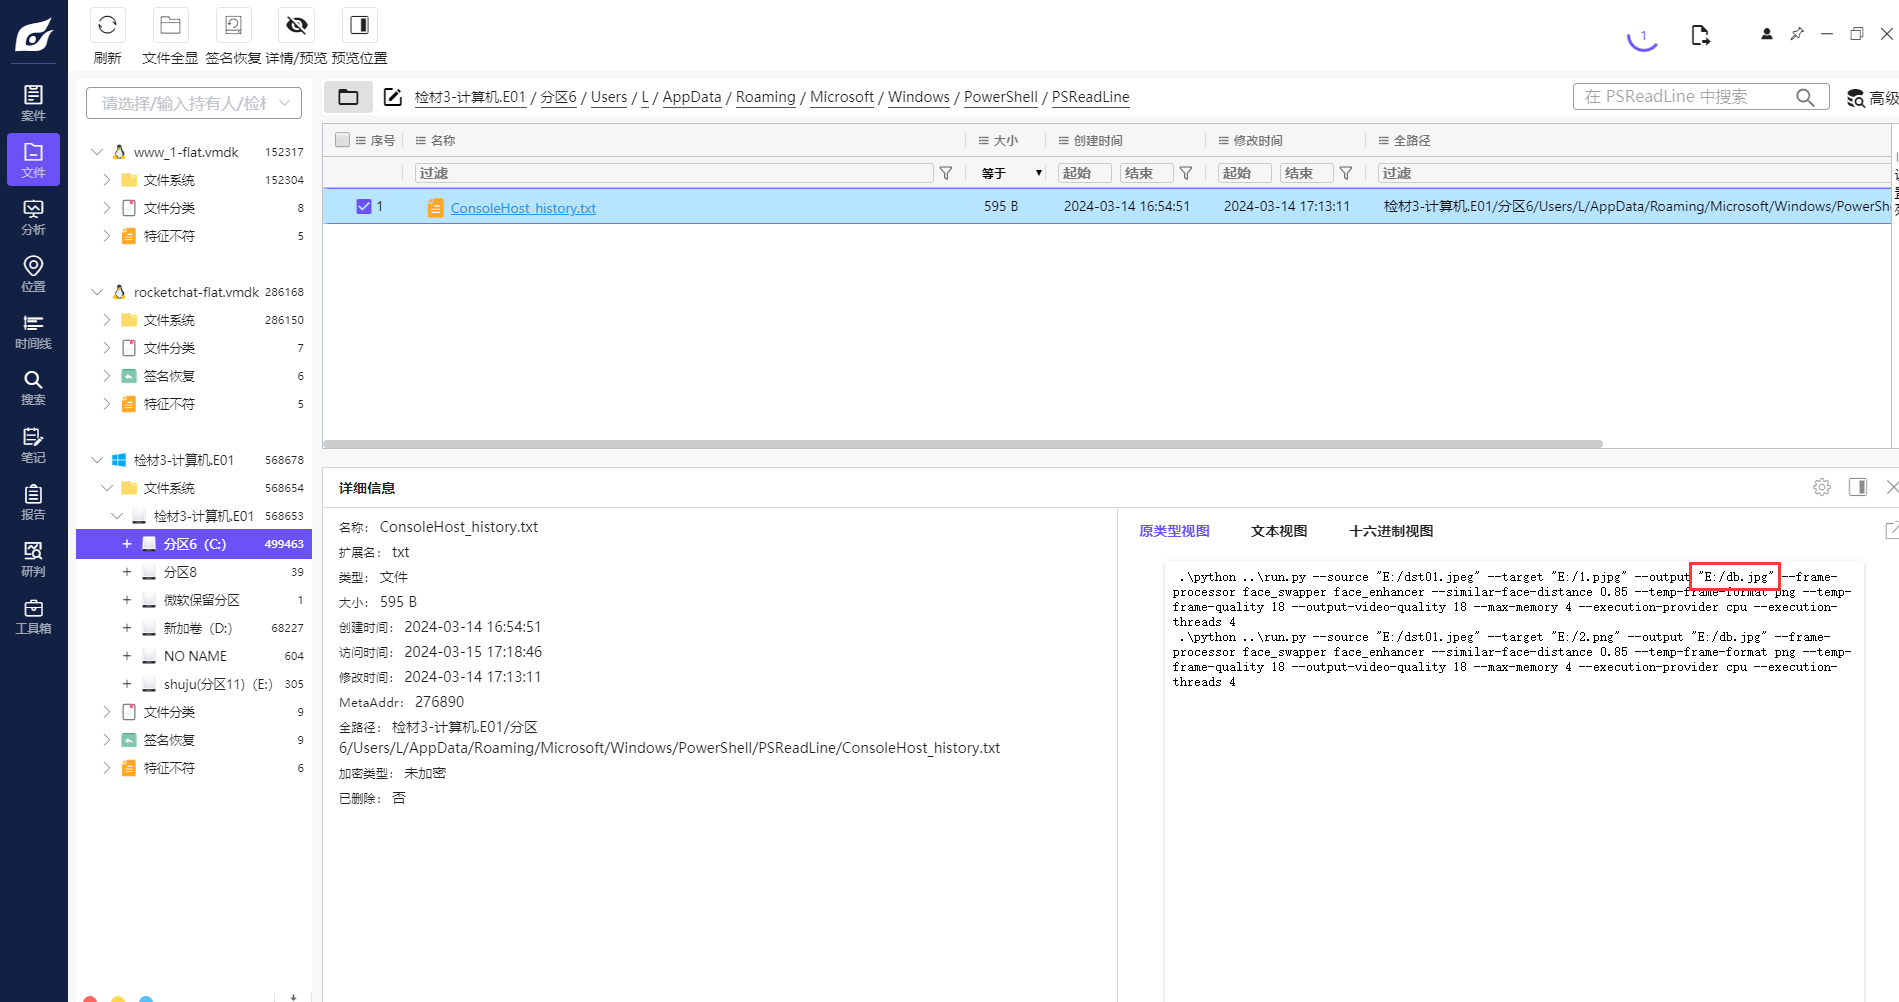 刷新
文件全显
签名恢复
详情/预览
预览位置
1
案件
文件
分析
位置
时间线
搜索
笔记
报告
研判
工具箱
请选择/输入持有人/检材
www_1-flat.vmdk 152317
文件系统 152304
文件分类 8
特征不符 5
rocketchat-flat.vmdk 286168
文件系统 286150
文件分类 7
签名恢复 6
特征不符 5
检材3-计算机.E01 568678
文件系统 568654
检材3-计算机.E01 568653
+ 分区6（C:） 499463
+ 分区8 39
+ 微软保留分区 1
+ 新加卷（D:） 68227
+ NO NAME 604
+ shuju(分区11)（E:） 305
文件分类 9
签名恢复 9
特征不符 6
检材3-计算机.E01 / 分区6 / Users / L / AppData / Roaming / Microsoft / Windows / PowerShell / PSReadLine
在 PSReadLine 中搜索
高级
序号 名称 大小 创建时间 修改时间 全路径
过滤 等于 起始 结束 起始 结束 过滤
1 ConsoleHost_history.txt 595 B 2024-03-14 16:54:51 2024-03-14 17:13:11 检材3-计算机.E01/分区6/Users/L/AppData/Roaming/Microsoft/Windows/PowerShe
详细信息
名称： ConsoleHost_history.txt
扩展名： txt
类型： 文件
大小： 595 B
创建时间： 2024-03-14 16:54:51
访问时间： 2024-03-15 17:18:46
修改时间： 2024-03-14 17:13:11
MetaAddr： 276890
全路径： 检材3-计算机.E01/分区
6/Users/L/AppData/Roaming/Microsoft/Windows/PowerShell/PSReadLine/ConsoleHost_history.txt
加密类型： 未加密
已删除： 否
原类型视图 文本视图 十六进制视图
.\python ..\run.py --source "E:/dst01.jpeg" --target "E:/1.pjpg" --output "E:/db.jpg" --frame-
processor face_swapper face_enhancer --similar-face-distance 0.85 --temp-frame-format png --temp-
frame-quality 18 --output-video-quality 18 --max-memory 4 --execution-provider cpu --execution-
threads 4
.\python ..\run.py --source "E:/dst01.jpeg" --target "E:/2.png" --output "E:/db.jpg" --frame-
processor face_swapper face_enhancer --similar-face-distance 0.85 --temp-frame-format png --temp-
frame-quality 18 --output-video-quality 18 --max-memory 4 --execution-provider cpu --execution-
threads 4